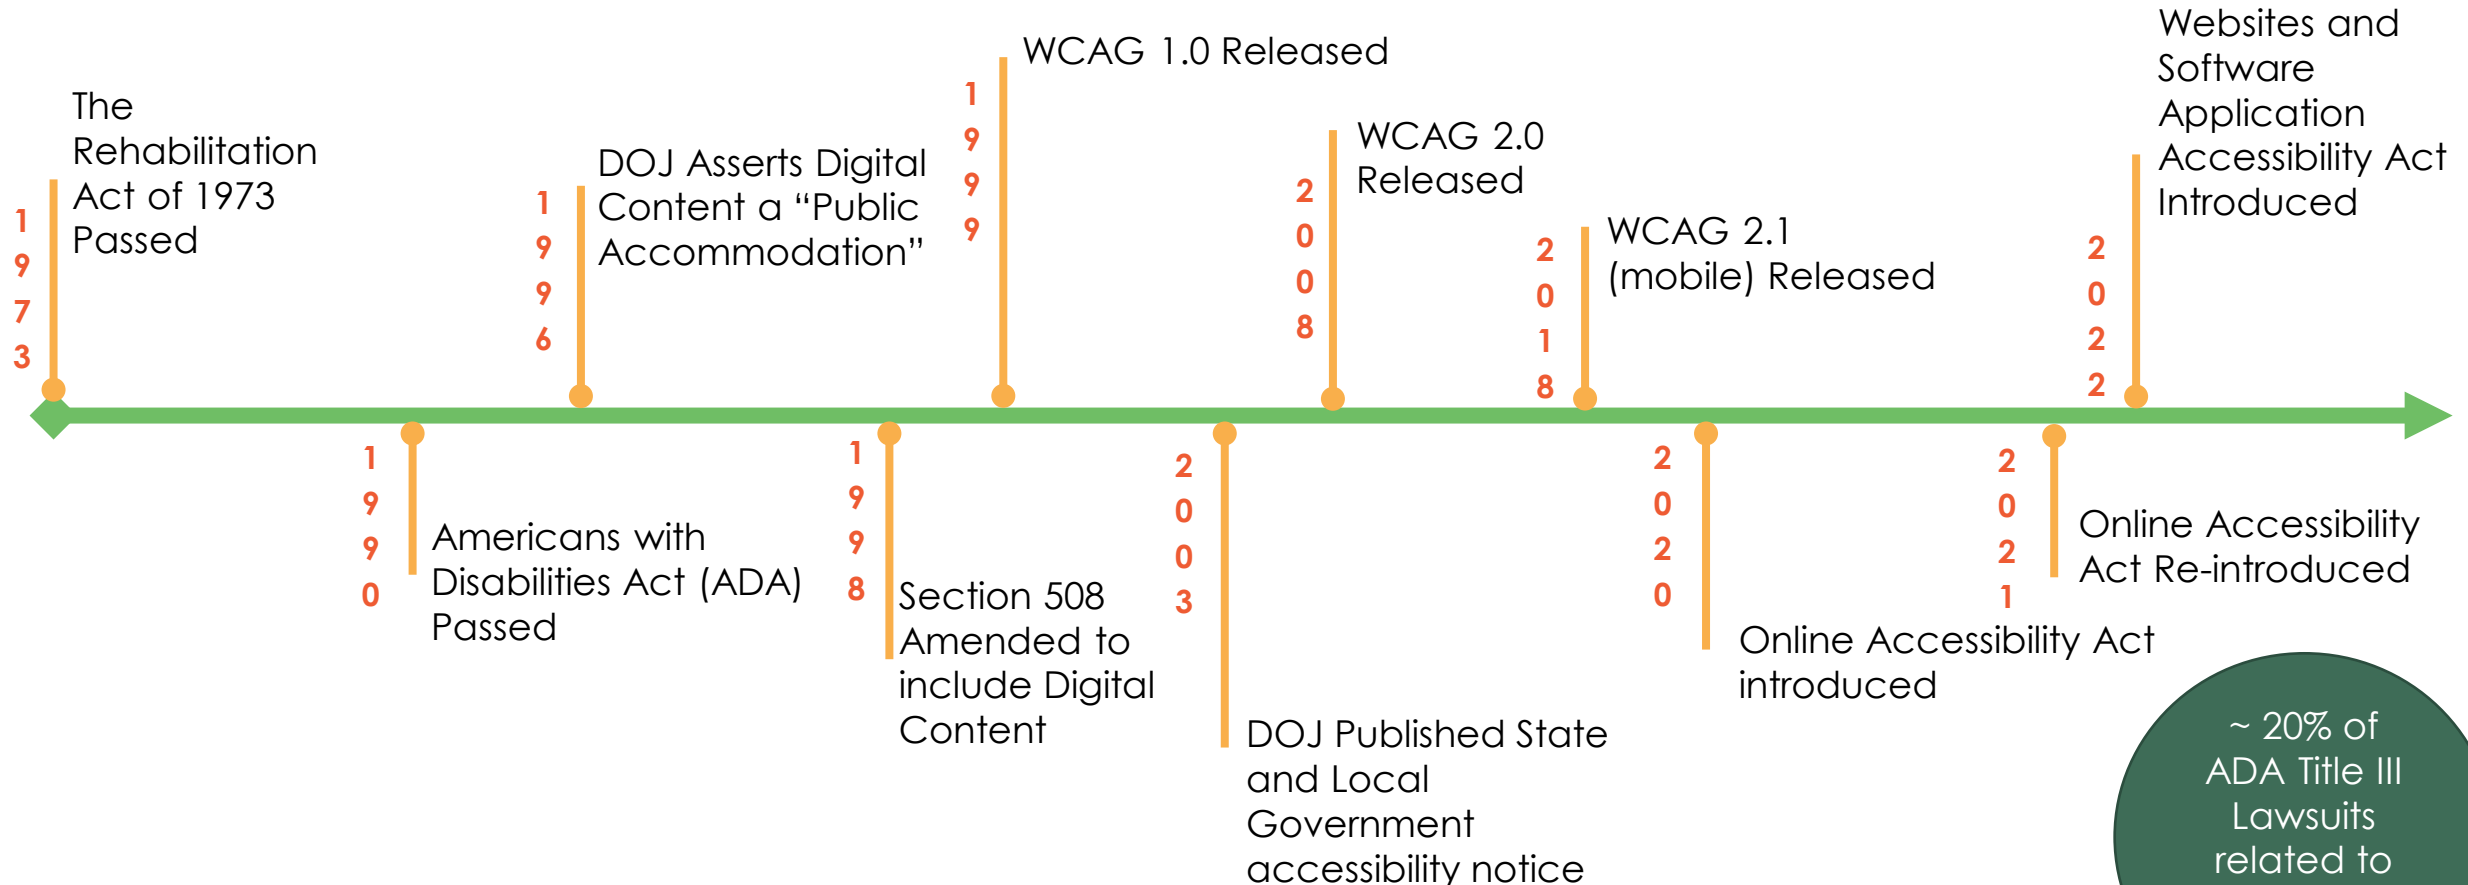 1973
The
Rehabilitation
Act of 1973
Passed
1990
Americans with
Disabilities Act (ADA)
Passed
1996
DOJ Asserts Digital
Content a “Public
Accommodation”
1998
Section 508
Amended to
include Digital
Content
1999
WCAG 1.0 Released
2003
DOJ Published State
and Local
Government
accessibility notice
2008
WCAG 2.0
Released
2018
WCAG 2.1
(mobile) Released
2020
Online Accessibility Act
introduced
2021
Online Accessibility
Act Re-introduced
2022
Websites and
Software
Application
Accessibility Act
Introduced
~ 20% of
ADA Title III
Lawsuits
related to